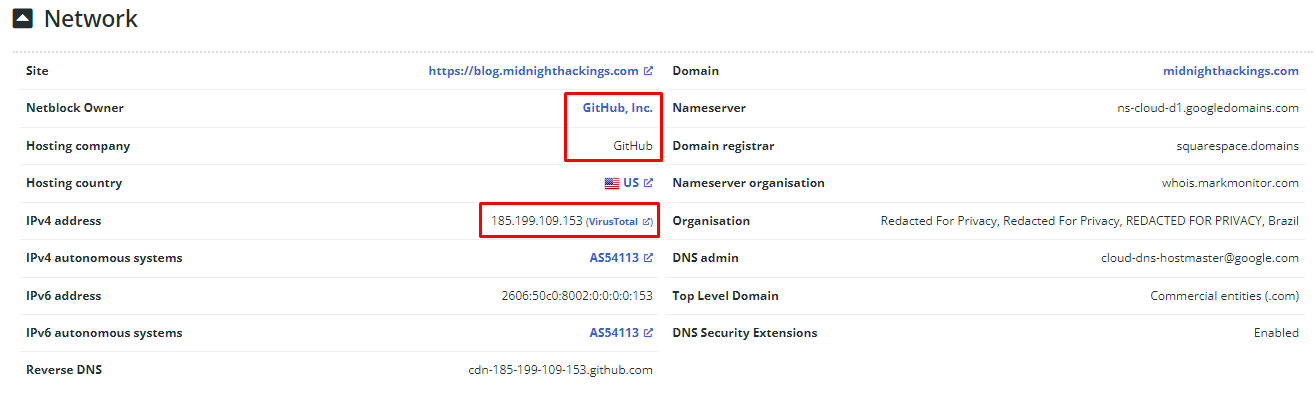 Network
Site https://blog.midnighthackings.com Domain midnighthackings.com
Netblock Owner GitHub, Inc. Nameserver ns-cloud-d1.googledomains.com
Hosting company GitHub Domain registrar squarespace.domains
Hosting country US Nameserver organisation whois.markmonitor.com
IPv4 address 185.199.109.153 (VirusTotal) Organisation Redacted For Privacy, Redacted For Privacy, REDACTED FOR PRIVACY, Brazil
IPv4 autonomous systems AS54113 DNS admin cloud-dns-hostmaster@google.com
IPv6 address 2606:50c0:8002:0:0:0:0:153 Top Level Domain Commercial entities (.com)
IPv6 autonomous systems AS54113 DNS Security Extensions Enabled
Reverse DNS cdn-185-199-109-153.github.com